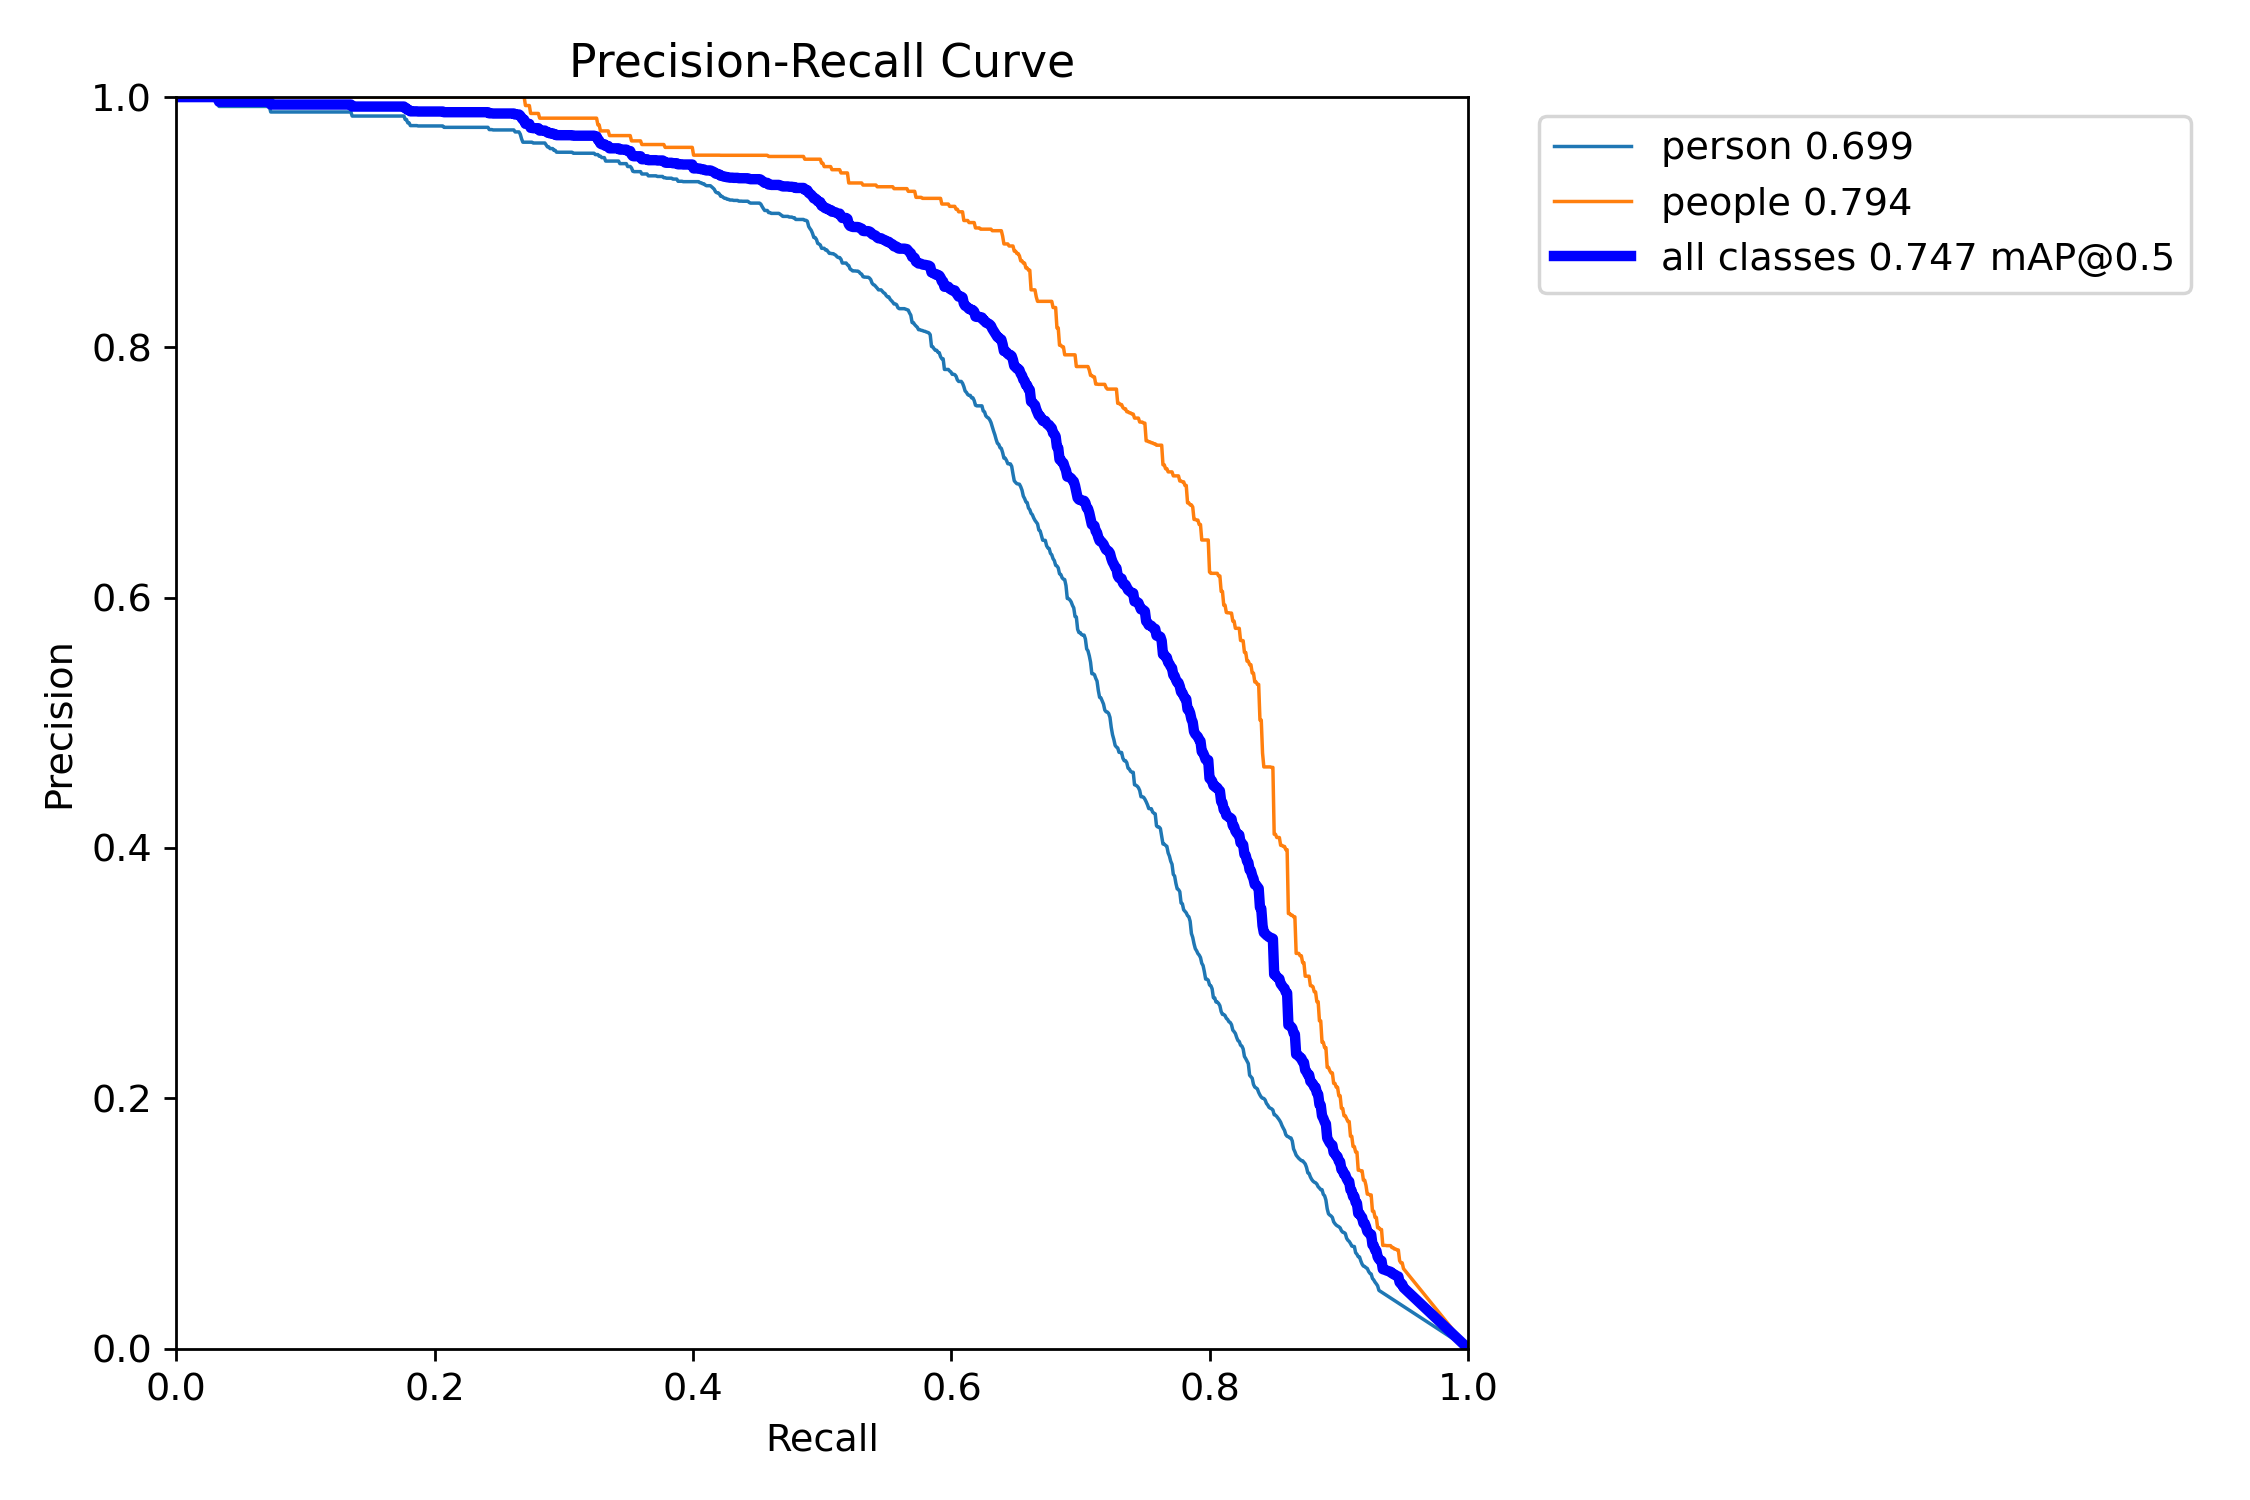 Precision-Recall Curve
1.0
0.8
0.6
0.4
0.2
0.0
Precision
0.0 0.2 0.4 0.6 0.8 1.0
Recall
person 0.699
people 0.794
all classes 0.747 mAP@0.5